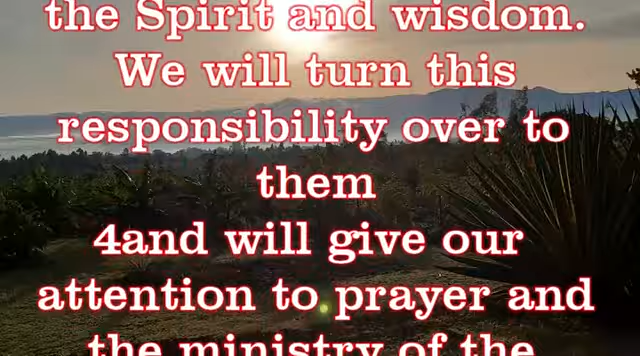 the Spirit and wisdom.
We will turn this
responsibility over to
them
4and will give our
attention to prayer and
the ministry of the